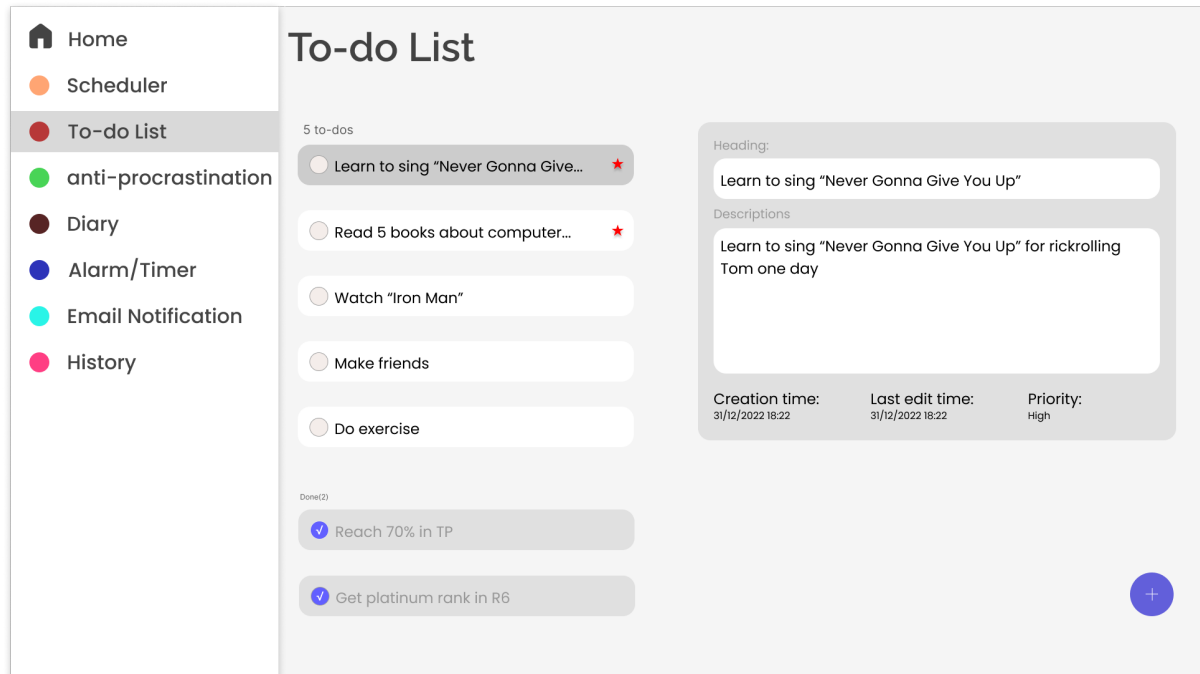 Home
Scheduler
To-do List
anti-procrastination
Diary
Alarm/Timer
Email Notification
History
To-do List
5 to-dos
Learn to sing “Never Gonna Give...
Read 5 books about computer...
Watch “Iron Man”
Make friends
Do exercise
Done(2)
Reach 70% in TP
Get platinum rank in R6
Heading:
Learn to sing “Never Gonna Give You Up”
Descriptions
Learn to sing “Never Gonna Give You Up” for rickrolling
Tom one day
Creation time: Last edit time: Priority:
31/12/2022 18:22 31/12/2022 18:22 High